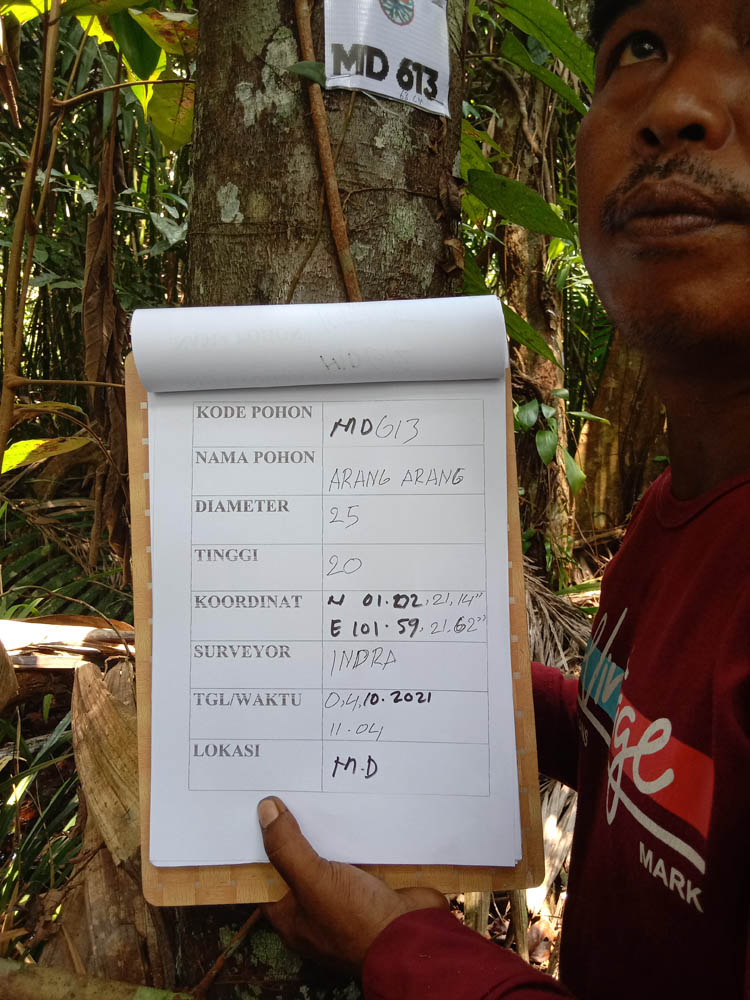 MD 613
KODE POHON MD613
NAMA POHON ARANG ARANG
DIAMETER 25
TINGGI 20
KOORDINAT N 01.02,21,14"
E 101.59,21.62"
SURVEYOR INDRA
TGL/WAKTU 04,10.2021
11.04
LOKASI M.D
MARK